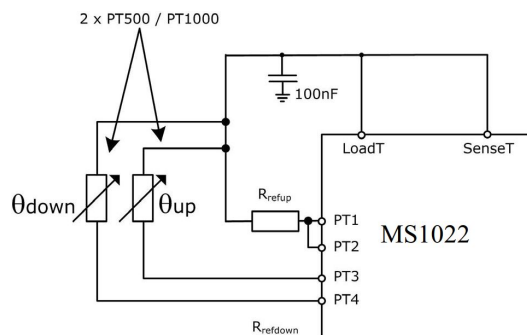 2 x PT500 / PT1000
100nF
LoadT
SenseT
θdown
θup
Rrefup
PT1
PT2
MS1022
PT3
PT4
Rrefdown